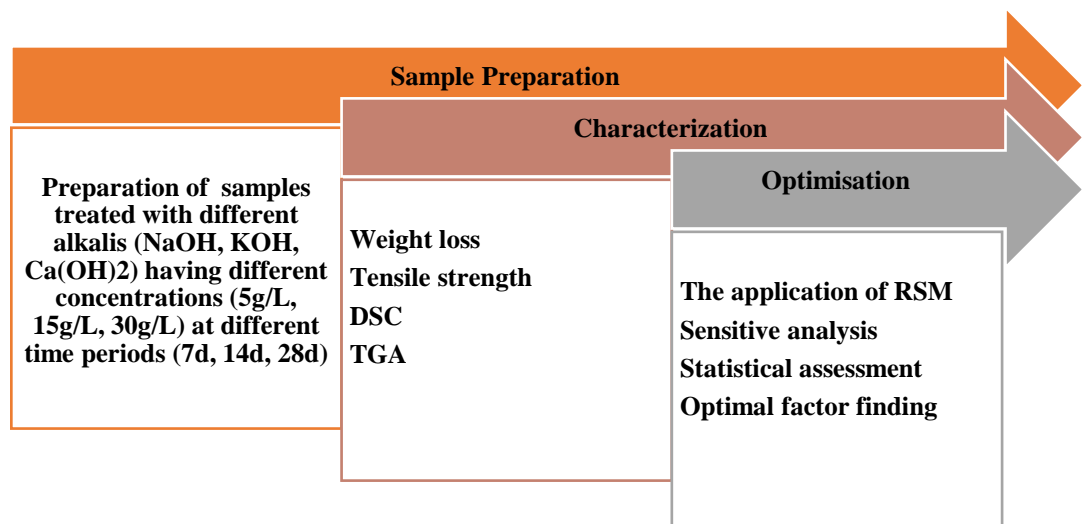 Sample Preparation
Characterization
Optimisation
Preparation of samples
treated with different
alkalis (NaOH, KOH,
Ca(OH)2) having different
concentrations (5g/L,
15g/L, 30g/L) at different
time periods (7d, 14d, 28d)
Weight loss
Tensile strength
DSC
TGA
The application of RSM
Sensitive analysis
Statistical assessment
Optimal factor finding